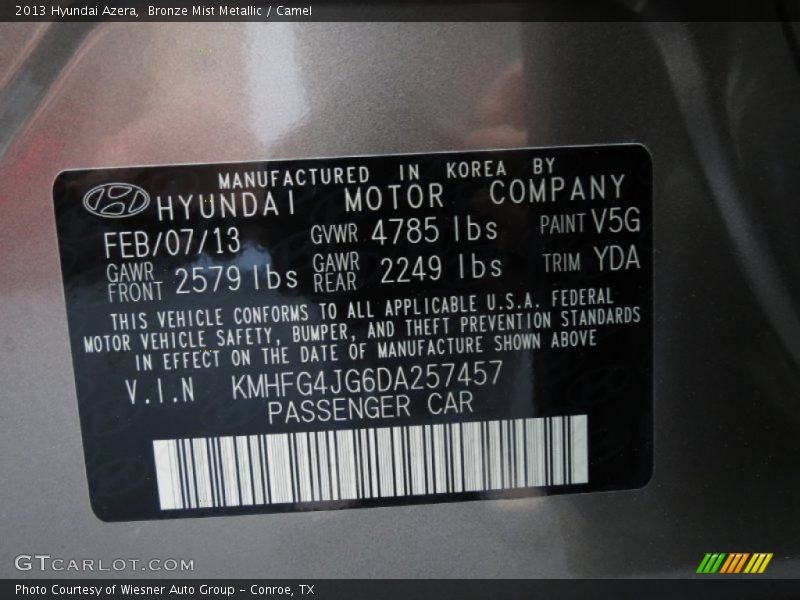 2013 Hyundai Azera, Bronze Mist Metallic / Camel
MANUFACTURED IN KOREA BY
HYUNDAI MOTOR COMPANY
FEB/07/13 GVWR 4785 lbs PAINT V5G
GAWR FRONT 2579 lbs GAWR REAR 2249 lbs TRIM YDA
THIS VEHICLE CONFORMS TO ALL APPLICABLE U.S.A. FEDERAL
MOTOR VEHICLE SAFETY, BUMPER, AND THEFT PREVENTION STANDARDS
IN EFFECT ON THE DATE OF MANUFACTURE SHOWN ABOVE
V.I.N KMHFG4JG6DA257457
PASSENGER CAR
GTCARLOT.COM
Photo Courtesy of Wiesner Auto Group - Conroe, TX